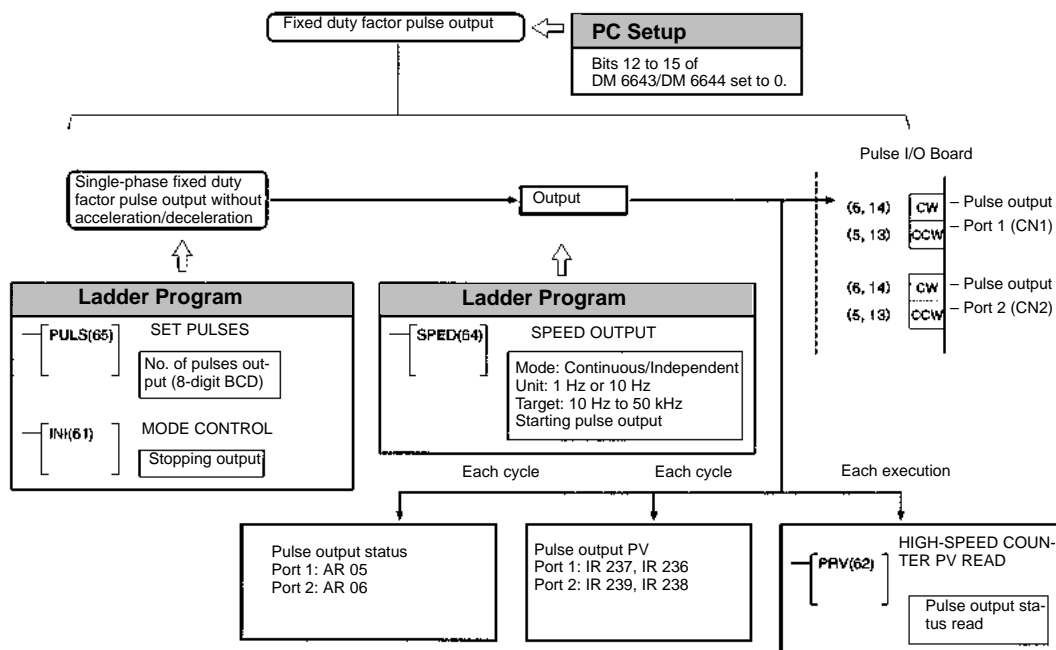 Fixed duty factor pulse output
PC Setup
Bits 12 to 15 of
DM 6643/DM 6644 set to 0.
Pulse I/O Board
Single-phase fixed duty
factor pulse output without
acceleration/deceleration
Output
(6, 14) CW – Pulse output
(5, 13) CCW – Port 1 (CN1)
(6, 14) CW – Pulse output
(5, 13) CCW – Port 2 (CN2)
Ladder Program
PULS(65) SET PULSES
No. of pulses out-
put (8-digit BCD)
INI(61) MODE CONTROL
Stopping output
Ladder Program
SPED(64) SPEED OUTPUT
Mode: Continuous/Independent
Unit: 1 Hz or 10 Hz
Target: 10 Hz to 50 kHz
Starting pulse output
Each cycle
Each cycle
Each execution
Pulse output status
Port 1: AR 05
Port 2: AR 06
Pulse output PV
Port 1: IR 237, IR 236
Port 2: IR 239, IR 238
PRV(62) HIGH-SPEED COUN-
TER PV READ
Pulse output sta-
tus read